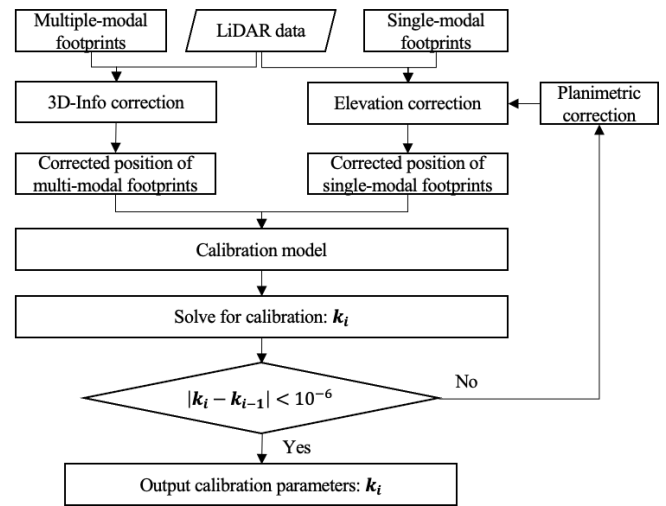 Multiple-modal
footprints
LiDAR data
Single-modal
footprints
3D-Info correction
Elevation correction
Planimetric
correction
Corrected position of
multi-modal footprints
Corrected position of
single-modal footprints
Calibration model
Solve for calibration: k_i
|k_i − k_{i−1}| < 10^{−6}
No
Yes
Output calibration parameters: k_i